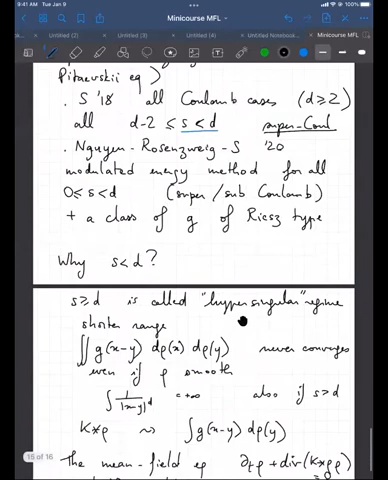 9:41 AM Tue Jan 9
100%
Minicourse MFL
Untitled (2)
Untitled (3)
Untitled (4)
Untitled Notebook...
Minicourse MFL
Pitaevskii eq )
. S '18 all Coulomb cases (d≥2)
all d-2 ≤ s < d super-Coul
. Nguyen - Rosenzweig - S '20
modulated energy method for all
0 ≤ s < d (super / sub Coulomb)
+ a class of g of Riesz type
Why s < d ?
s ≥ d is called "hypersingular" regime
shorter range
∬ g(x-y) dρ(x) dρ(y) never converges
even if ρ smooth
∫ 1/|x-y|^d = +∞ also if s > d
K*ρ ⇝ ∫ g(x-y) dρ(y)
15 of 16
The mean-field eq ∂tρ + div(K*ρ ρ)